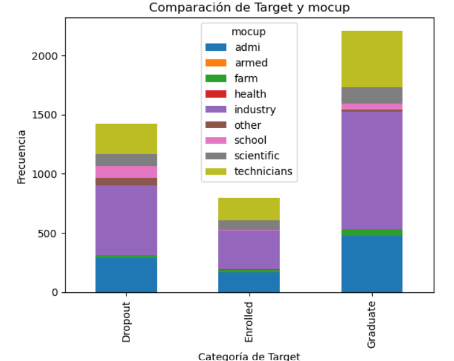 Comparación de Target y mocup
mocup
admi
armed
farm
health
industry
other
school
scientific
technicians
2000
1500
1000
500
0
Frecuencia
Dropout
Enrolled
Graduate
Categoría de Target